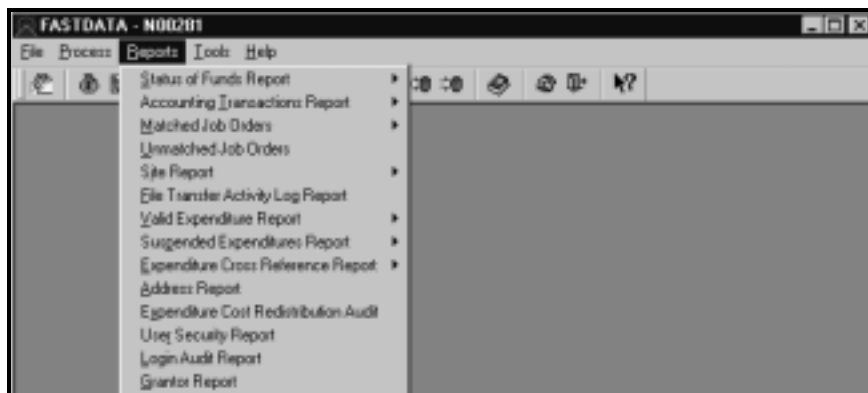 FASTDATA - N00281
File Process Reports Tools Help
Status of Funds Report
Accounting Transactions Report
Matched Job Orders
Unmatched Job Orders
Site Report
File Transfer Activity Log Report
Valid Expenditure Report
Suspended Expenditures Report
Expenditure Cross Reference Report
Address Report
Expenditure Cost Redistribution Audit
User Security Report
Login Audit Report
Grantor Report